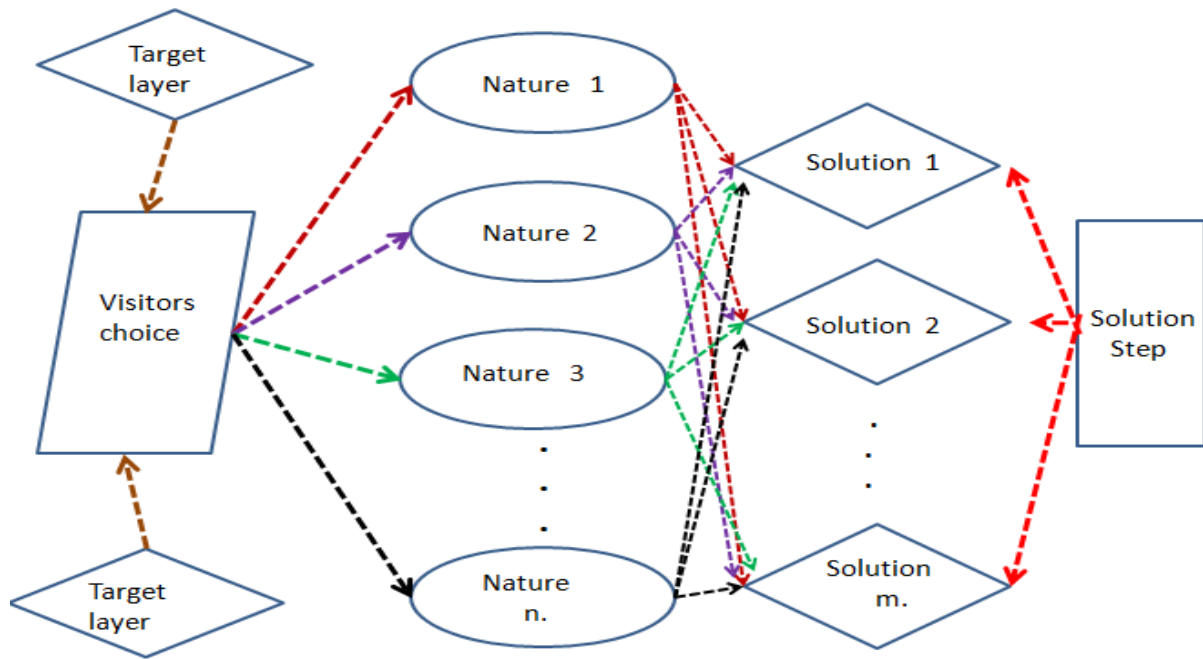 Target
layer
Visitors
choice
Target
layer
Nature 1
Nature 2
Nature 3
.
.
.
Nature
n.
Solution 1
Solution 2
.
.
.
Solution
m.
Solution
Step